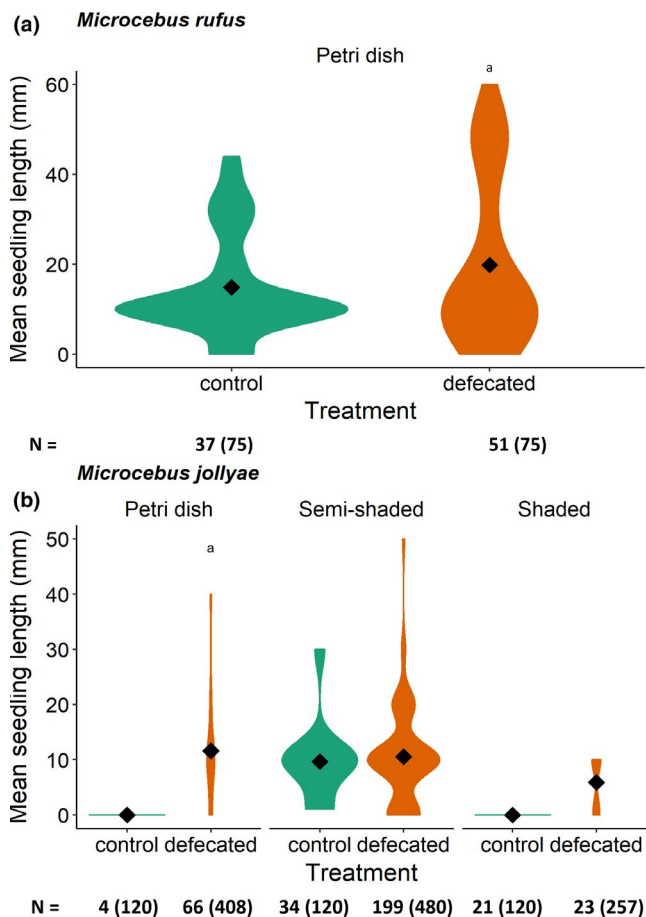 (a) Microcebus rufus
Petri dish
a
60
40
20
0
Mean seedling length (mm)
control defecated
Treatment
N = 37 (75) 51 (75)
Microcebus jollyae
(b)
Petri dish Semi-shaded Shaded
a
50
40
30
20
10
0
Mean seedling length (mm)
control defecated control defecated control defecated
Treatment
N = 4 (120) 66 (408) 34 (120) 199 (480) 21 (120) 23 (257)